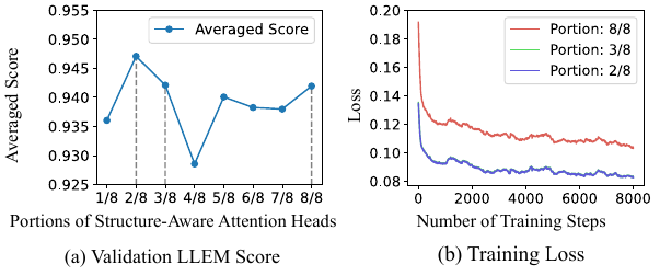 0.955
0.950
0.945
0.940
0.935
0.930
0.925
Averaged Score
Averaged Score
1/8 2/8 3/8 4/8 5/8 6/8 7/8 8/8
Portions of Structure-Aware Attention Heads
(a) Validation LLEM Score
0.20
0.18
0.16
0.14
0.12
0.10
0.08
Loss
Portion: 8/8
Portion: 3/8
Portion: 2/8
0 2000 4000 6000 8000
Number of Training Steps
(b) Training Loss